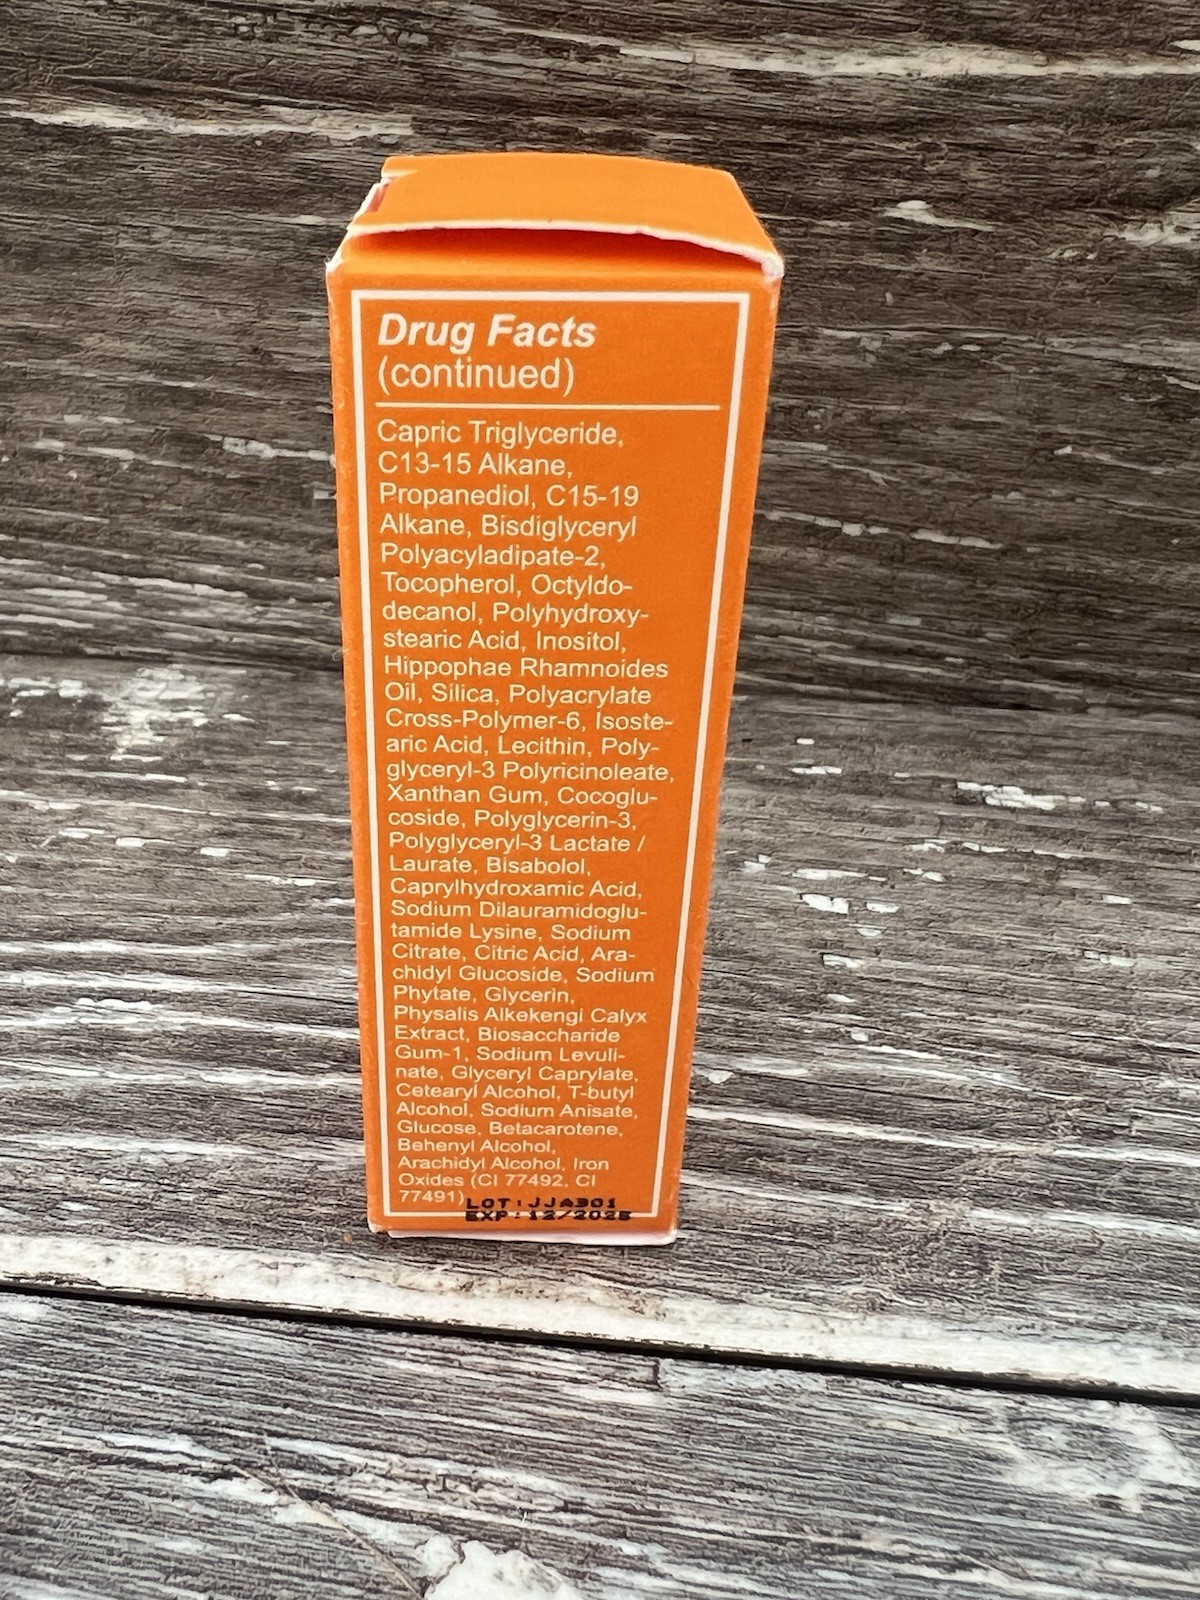 Drug Facts
(continued)
Capric Triglyceride,
C13-15 Alkane,
Propanediol, C15-19
Alkane, Bisdiglyceryl
Polyacyladipate-2,
Tocopherol, Octyldo-
decanol, Polyhydroxy-
stearic Acid, Inositol,
Hippophae Rhamnoides
Oil, Silica, Polyacrylate
Cross-Polymer-6, Isoste-
aric Acid, Lecithin, Poly-
glyceryl-3 Polyricinoleate,
Xanthan Gum, Cocoglu-
coside, Polyglycerin-3,
Polyglyceryl-3 Lactate /
Laurate, Bisabolol,
Caprylhydroxamic Acid,
Sodium Dilauramidoglu-
tamide Lysine, Sodium
Citrate, Citric Acid, Ara-
chidyl Glucoside, Sodium
Phytate, Glycerin,
Physalis Alkekengi Calyx
Extract, Biosaccharide
Gum-1, Sodium Levuli-
nate, Glyceryl Caprylate,
Cetearyl Alcohol, T-butyl
Alcohol, Sodium Anisate,
Glucose, Betacarotene,
Behenyl Alcohol,
Arachidyl Alcohol, Iron
Oxides (CI 77492, CI
77491)
LOT:JJA301
EXP:12/2025